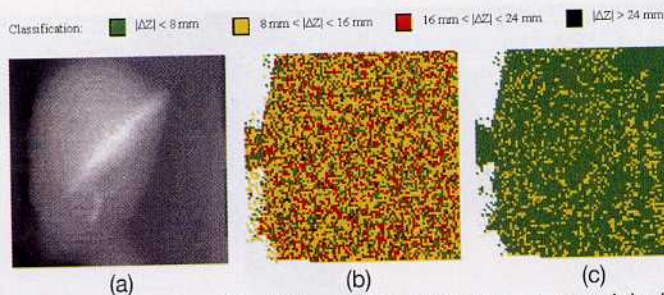 Classification: |ΔZ| < 8 mm 8 mm < |ΔZ| < 16 mm 16 mm < |ΔZ| < 24 mm |ΔZ| > 24 mm
(a) (b) (c)